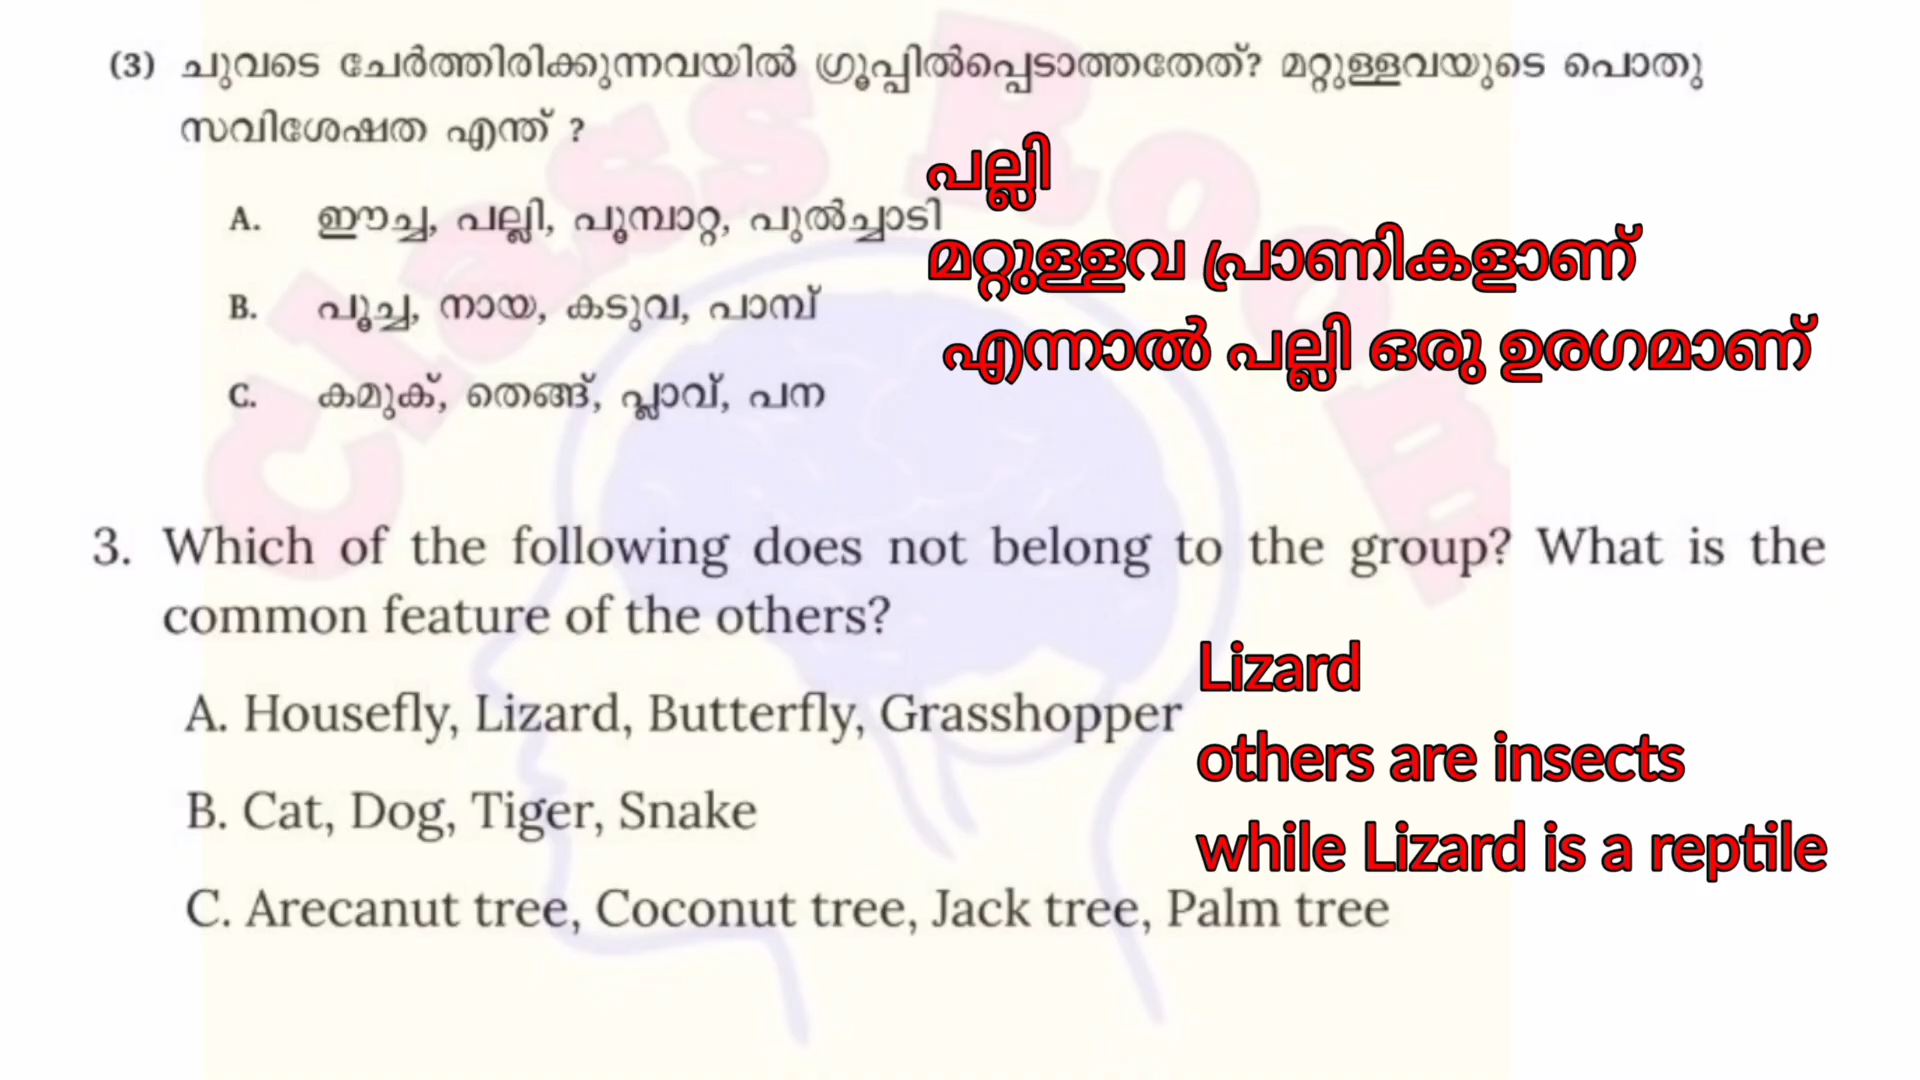 (3) ചുവടെ ചേർത്തിരിക്കുന്നവയിൽ ഗ്രൂപ്പിൽപ്പെടാത്തതേത്? മറ്റുള്ളവയുടെ പൊതു
സവിശേഷത എന്ത് ?
പല്ലി
A. ഈച്ച, പല്ലി, പൂമ്പാറ്റ, പുൽച്ചാടി
മറ്റുള്ളവ പ്രാണികളാണ്
B. പൂച്ച, നായ, കടുവ, പാമ്പ്
എന്നാൽ പല്ലി ഒരു ഉരഗമാണ്
C. കമുക്, തെങ്ങ്, പ്ലാവ്, പന
3. Which of the following does not belong to the group? What is the
common feature of the others?
Lizard
A. Housefly, Lizard, Butterfly, Grasshopper
others are insects
B. Cat, Dog, Tiger, Snake
while Lizard is a reptile
C. Arecanut tree, Coconut tree, Jack tree, Palm tree
Class Room